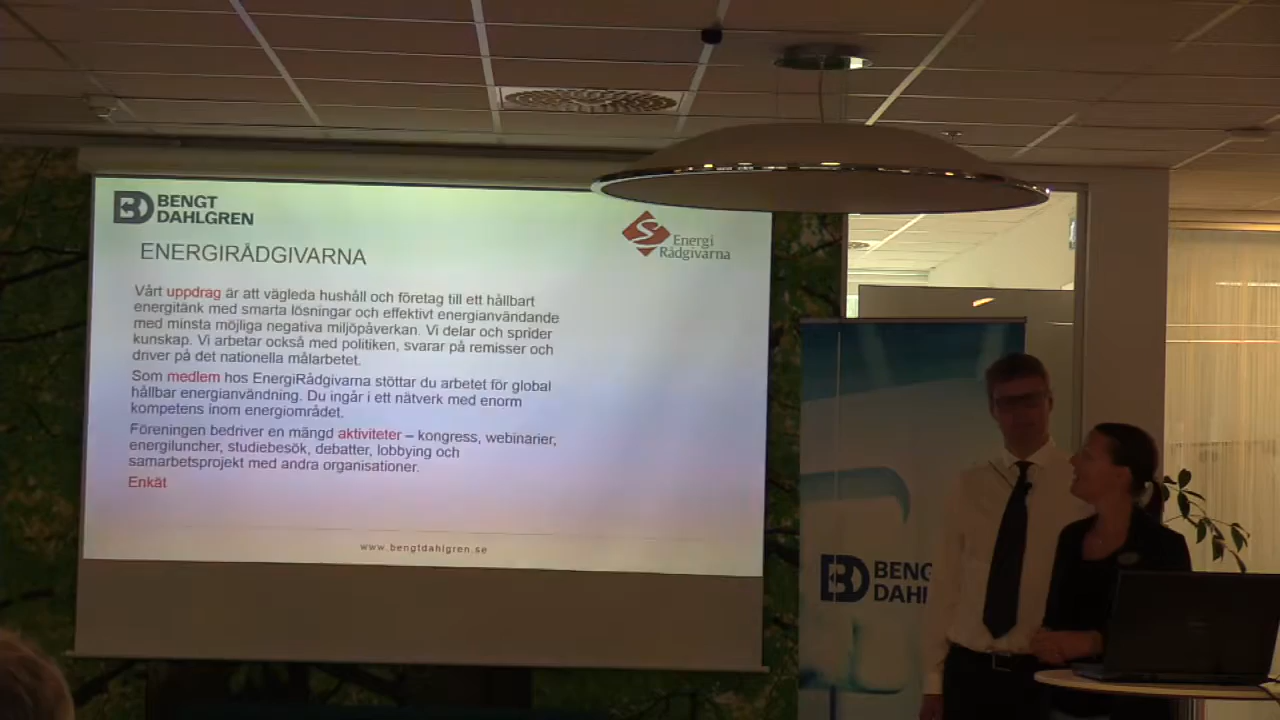 BENGT
DAHLGREN
Energi
Rådgivarna
ENERGIRÅDGIVARNA
Vårt uppdrag är att vägleda hushåll och företag till ett hållbart
energitänk med smarta lösningar och effektivt energianvändande
med minsta möjliga negativa miljöpåverkan. Vi delar och sprider
kunskap. Vi arbetar också med politiken, svarar på remisser och
driver på det nationella målarbetet.
Som medlem hos EnergiRådgivarna stöttar du arbetet för global
hållbar energianvändning. Du ingår i ett nätverk med enorm
kompetens inom energiområdet.
Föreningen bedriver en mängd aktiviteter – kongress, webinarier,
energiluncher, studiebesök, debatter, lobbying och
samarbetsprojekt med andra organisationer.
Enkät
www.bengtdahlgren.se
BENG
DAHL